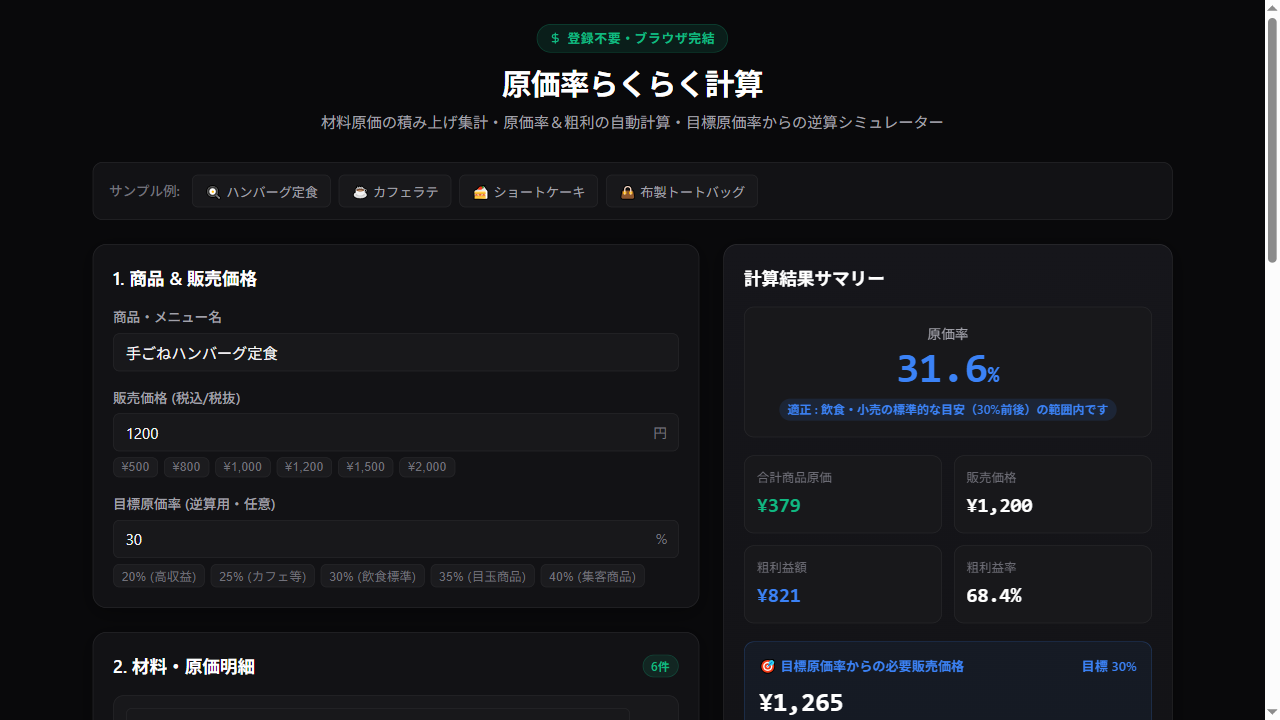 $ 登録不要・ブラウザ完結
原価率らくらく計算
材料原価の積み上げ集計・原価率＆粗利の自動計算・目標原価率からの逆算シミュレーター
サンプル例: ハンバーグ定食 カフェラテ ショートケーキ 布製トートバッグ
1. 商品 & 販売価格
商品・メニュー名
手ごねハンバーグ定食
販売価格 (税込/税抜)
1200 円
¥500 ¥800 ¥1,000 ¥1,200 ¥1,500 ¥2,000
目標原価率 (逆算用・任意)
30 %
20% (高収益) 25% (カフェ等) 30% (飲食標準) 35% (目玉商品) 40% (集客商品)
2. 材料・原価明細 6件
計算結果サマリー
原価率
31.6%
適正 : 飲食・小売の標準的な目安（30%前後）の範囲内です
合計商品原価
¥379
販売価格
¥1,200
粗利益額
¥821
粗利益率
68.4%
目標原価率からの必要販売価格 目標 30%
¥1,265